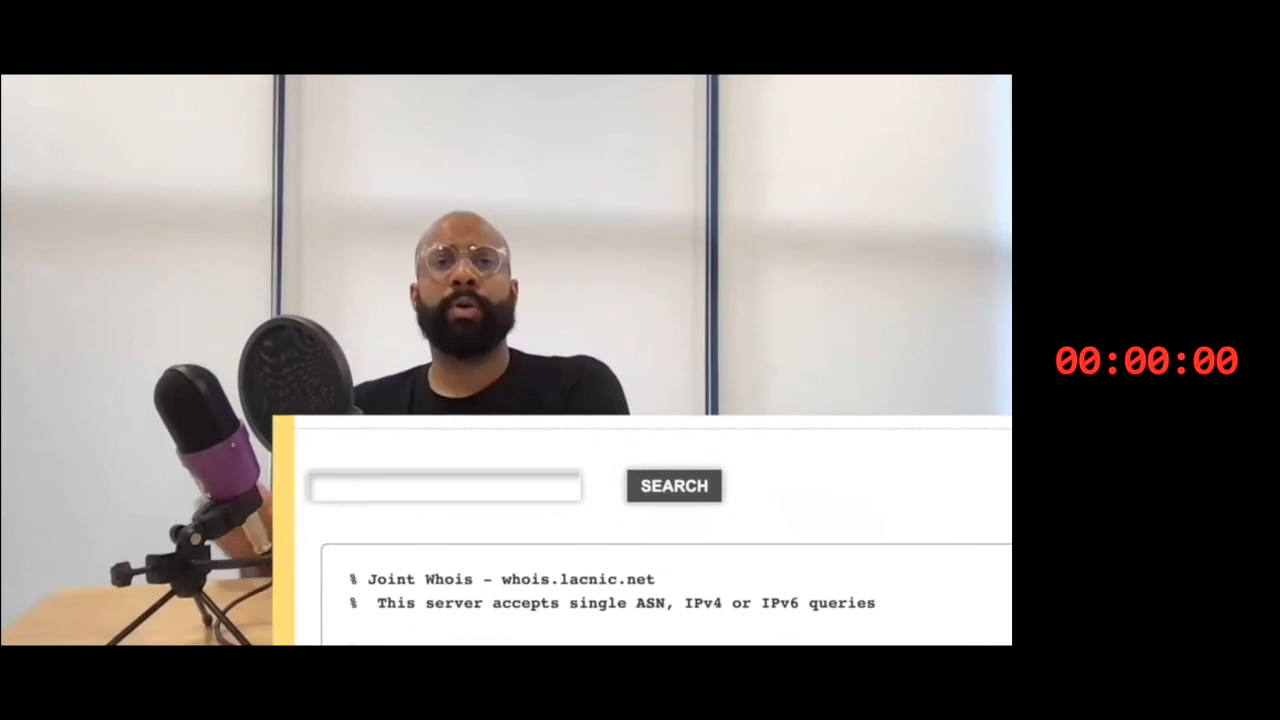 00:00:00
SEARCH
% Joint Whois - whois.lacnic.net
%  This server accepts single ASN, IPv4 or IPv6 queries